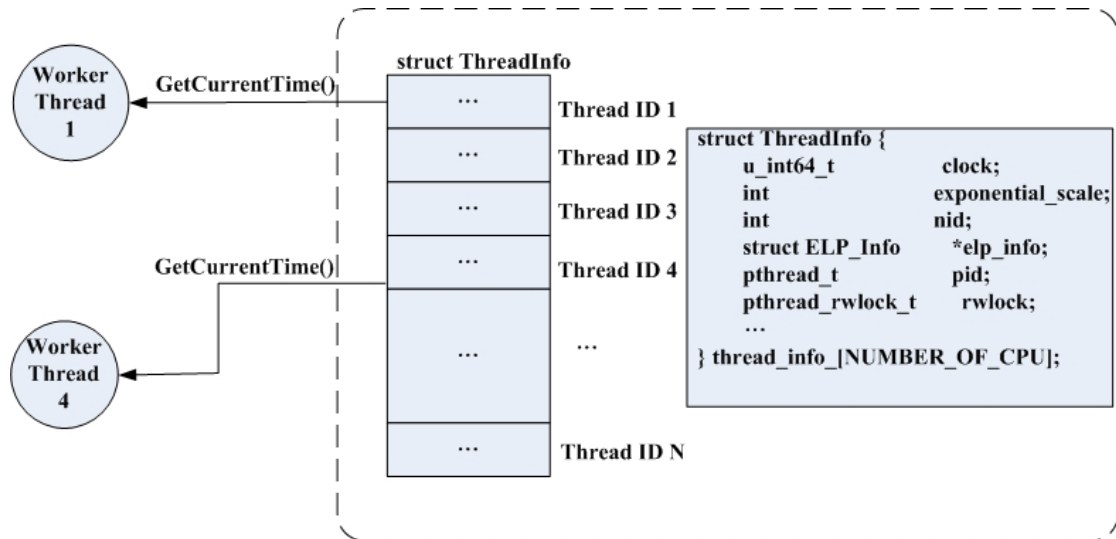 struct ThreadInfo
Worker
Thread
1
GetCurrentTime()
...
Thread ID 1
...
Thread ID 2
...
Thread ID 3
GetCurrentTime()
...
Thread ID 4
Worker
Thread
4
...
...
...
Thread ID N
struct ThreadInfo {
u_int64_t clock;
int exponential_scale;
int nid;
struct ELP_Info *elp_info;
pthread_t pid;
pthread_rwlock_t rwlock;
...
} thread_info_[NUMBER_OF_CPU];